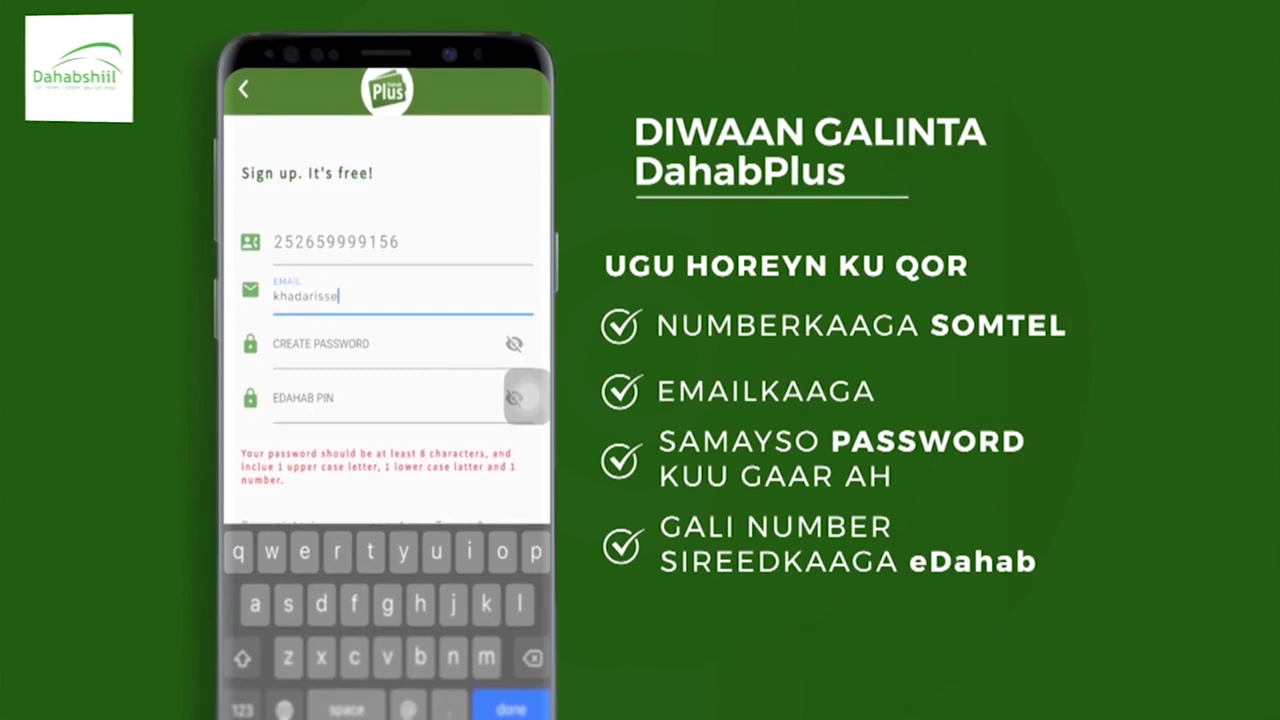 Dahabshiil
Dahab
Plus
Sign up. It's free!
252659999156
EMAIL
khadarisse
CREATE PASSWORD
EDAHAB PIN
Your password should be at least 8 characters, and
inclue 1 upper case letter, 1 lower case latter and 1
number.
q w e r t y u i o p
a s d f g h j k l
z x c v b n m
123 space @ . done
DIWAAN GALINTA
DahabPlus
UGU HOREYN KU QOR
NUMBERKAAGA SOMTEL
EMAILKAAGA
SAMAYSO PASSWORD
KUU GAAR AH
GALI NUMBER
SIREEDKAAGA eDahab